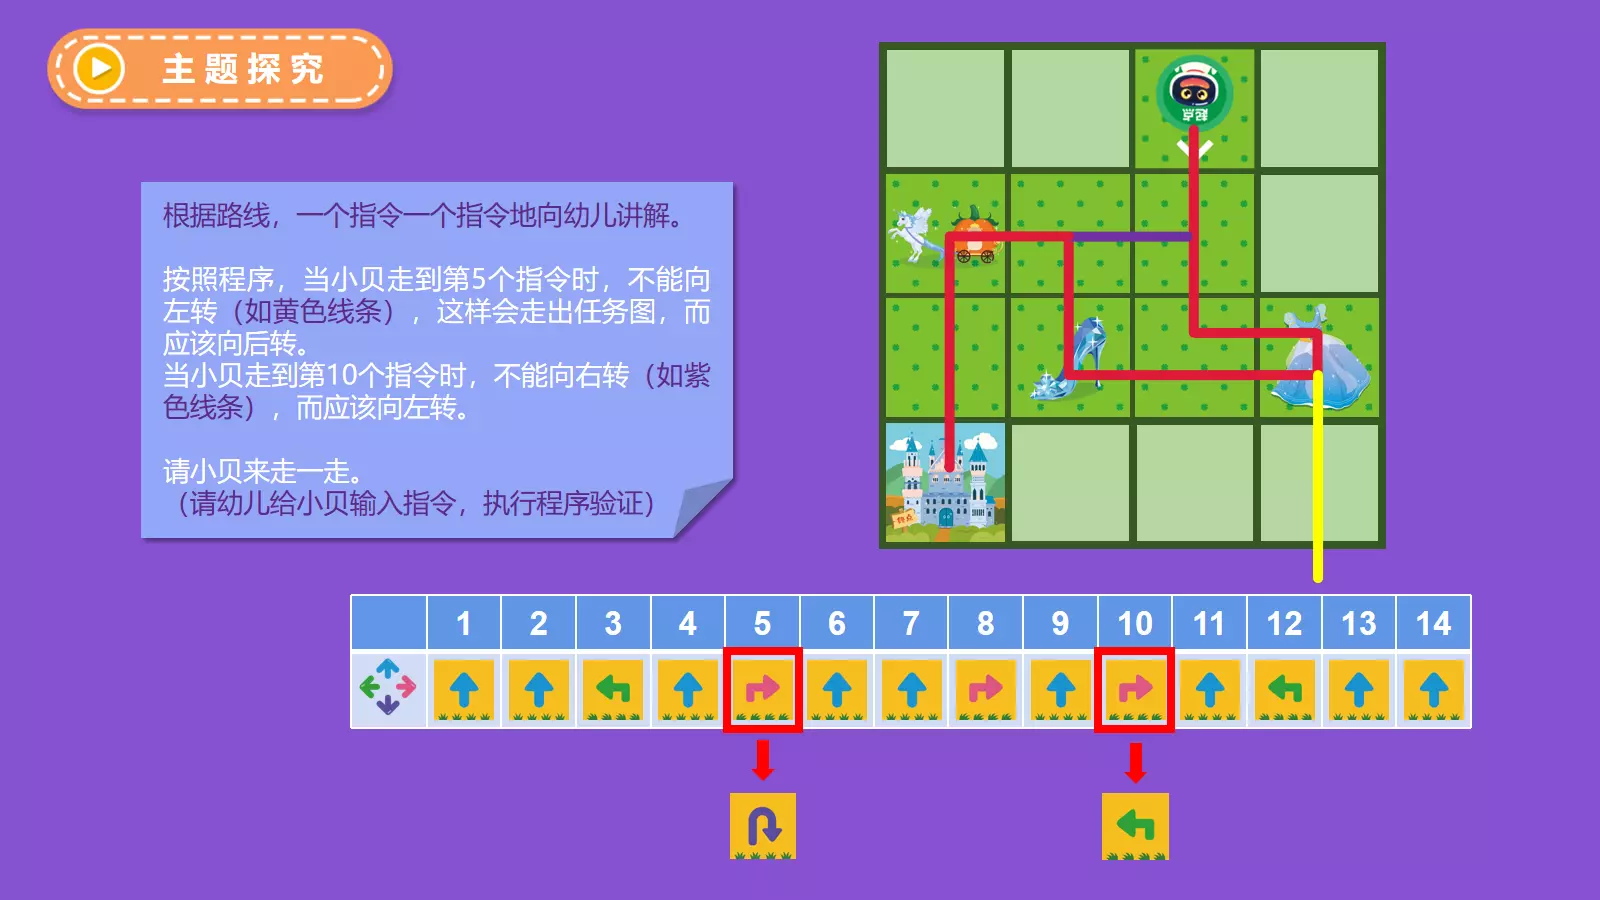 主题探究
起点
根据路线，一个指令一个指令地向幼儿讲解。
按照程序，当小贝走到第5个指令时，不能向
左转（如黄色线条），这样会走出任务图，而
应该向后转。
当小贝走到第10个指令时，不能向右转（如紫
色线条），而应该向左转。
请小贝来走一走。
（请幼儿给小贝输入指令，执行程序验证）
终点
1 2 3 4 5 6 7 8 9 10 11 12 13 14